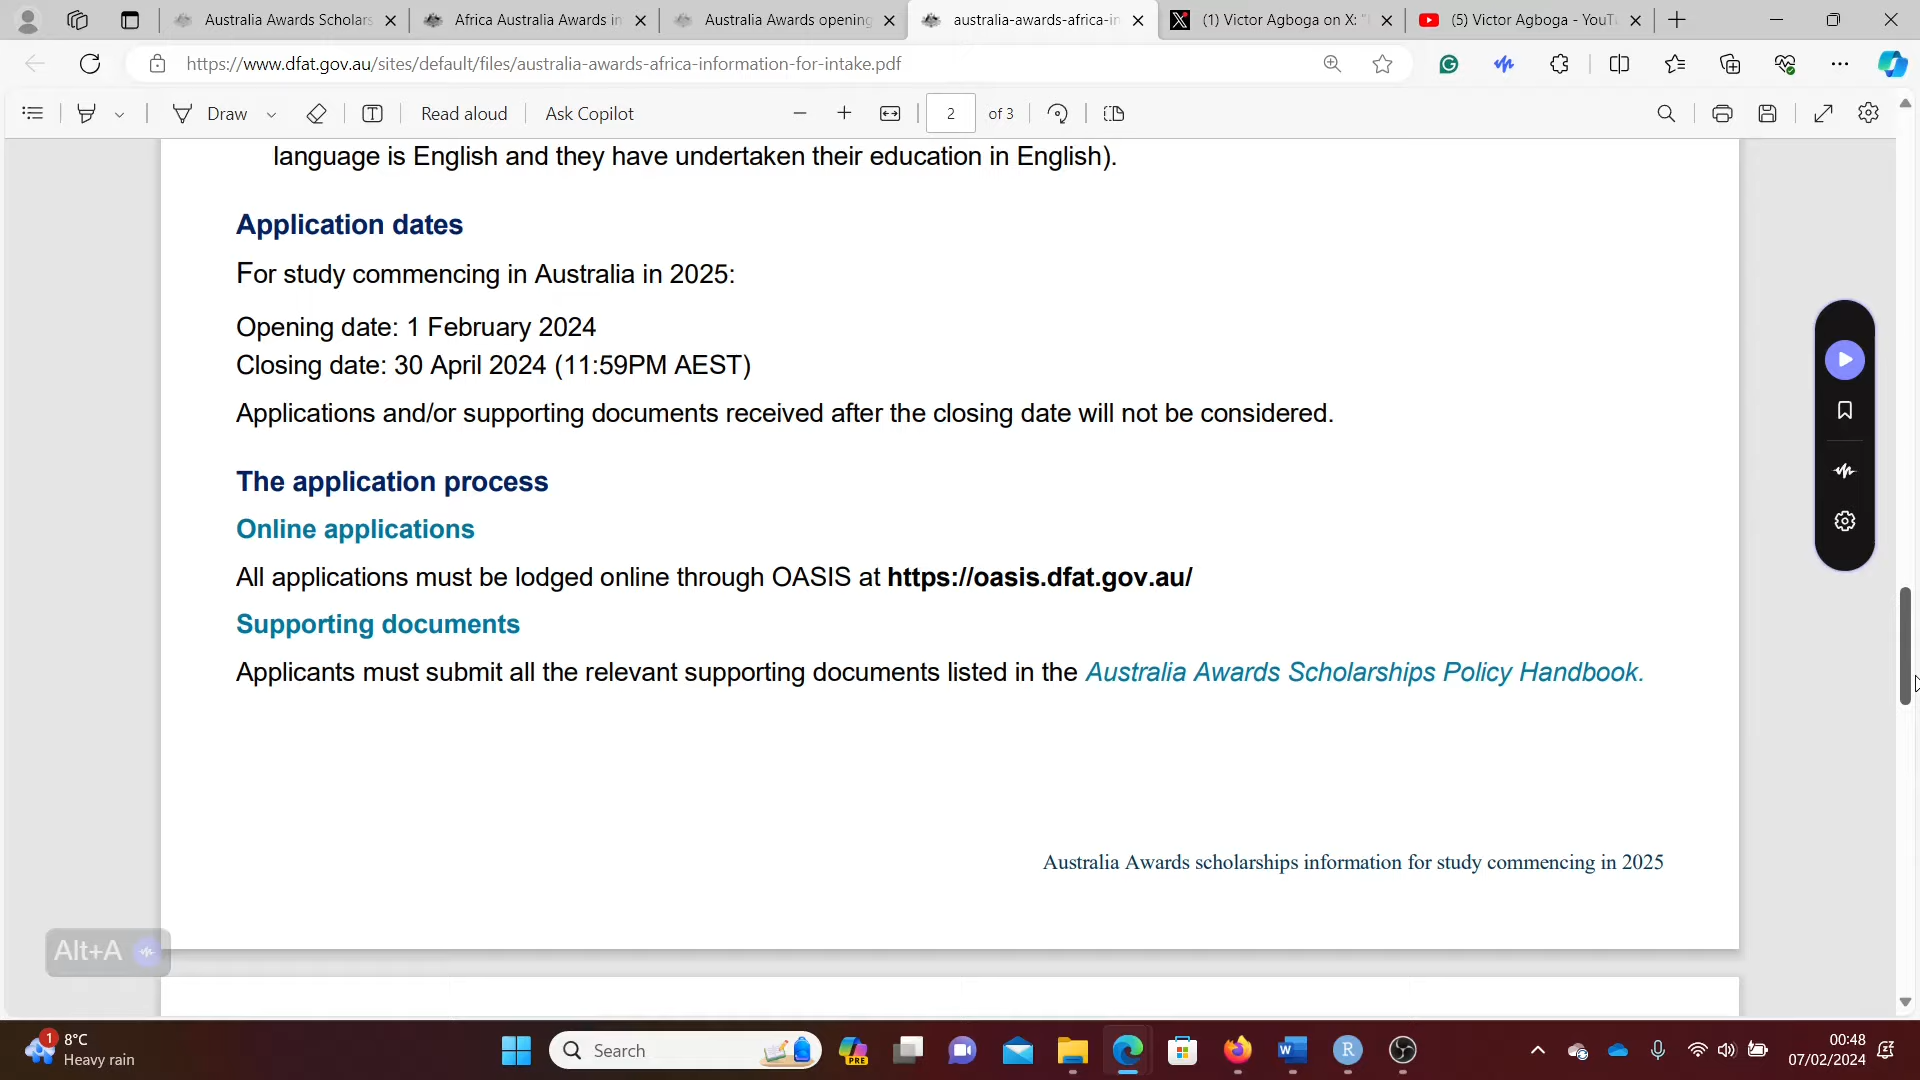 Australia Awards Scholars
Africa Australia Awards in
Australia Awards opening
australia-awards-africa-in
(1) Victor Agboga on X: "
(5) Victor Agboga - YouTu
https://www.dfat.gov.au/sites/default/files/australia-awards-africa-information-for-intake.pdf
Draw
Read aloud
Ask Copilot
2 of 3
language is English and they have undertaken their education in English).
Application dates
For study commencing in Australia in 2025:
Opening date: 1 February 2024
Closing date: 30 April 2024 (11:59PM AEST)
Applications and/or supporting documents received after the closing date will not be considered.
The application process
Online applications
All applications must be lodged online through OASIS at https://oasis.dfat.gov.au/
Supporting documents
Applicants must submit all the relevant supporting documents listed in the Australia Awards Scholarships Policy Handbook.
Australia Awards scholarships information for study commencing in 2025
Alt+A
1
8°C
Heavy rain
Search
PRE
W
R
00:48
07/02/2024